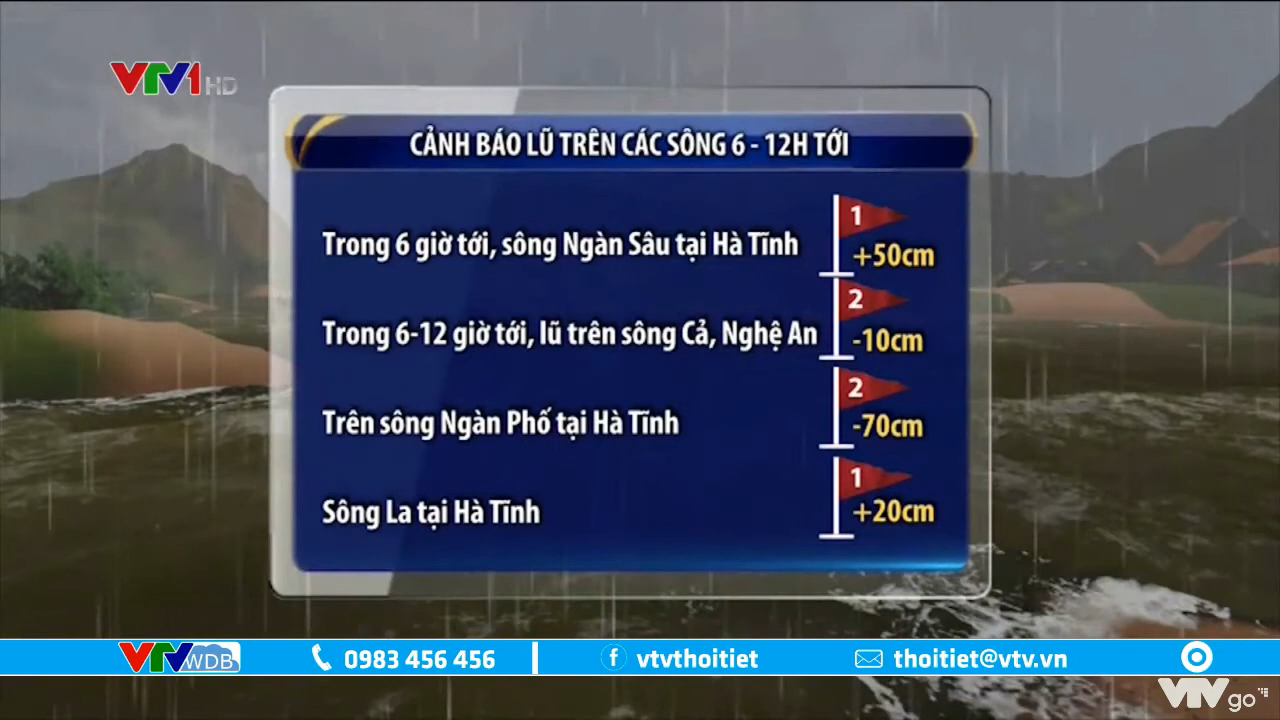 VTV1 HD
CẢNH BÁO LŨ TRÊN CÁC SÔNG 6 - 12H TỚI
Trong 6 giờ tới, sông Ngàn Sâu tại Hà Tĩnh
1
+50cm
Trong 6-12 giờ tới, lũ trên sông Cả, Nghệ An
2
-10cm
Trên sông Ngàn Phố tại Hà Tĩnh
2
-70cm
Sông La tại Hà Tĩnh
1
+20cm
VTV WDB 0983 456 456 f vtvthoitiet thoitiet@vtv.vn
VTV go